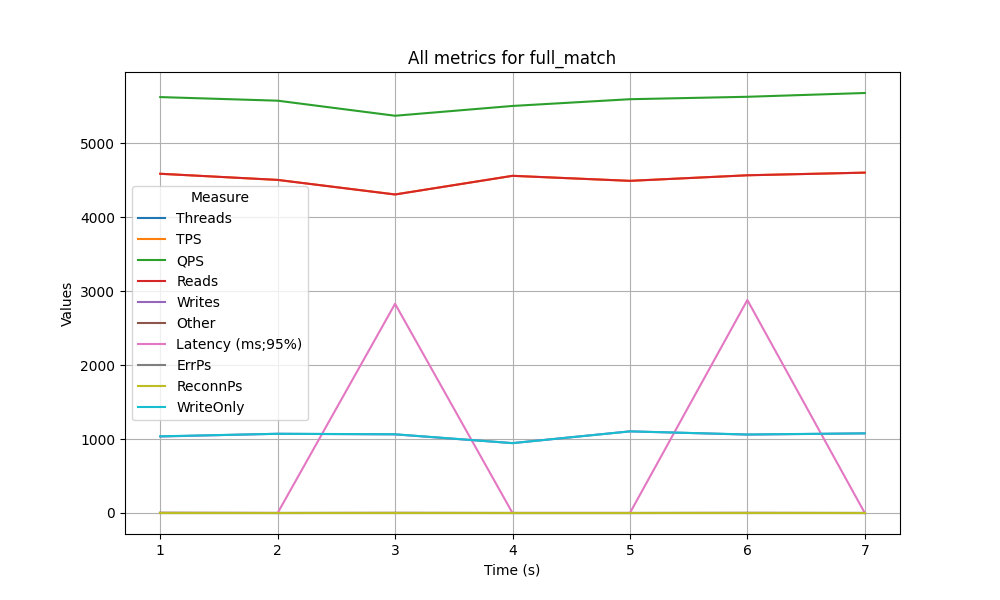 All metrics for full_match
Values
5000
4000
3000
2000
1000
0
Measure
Threads
TPS
QPS
Reads
Writes
Other
Latency (ms;95%)
ErrPs
ReconnPs
WriteOnly
1 2 3 4 5 6 7
Time (s)